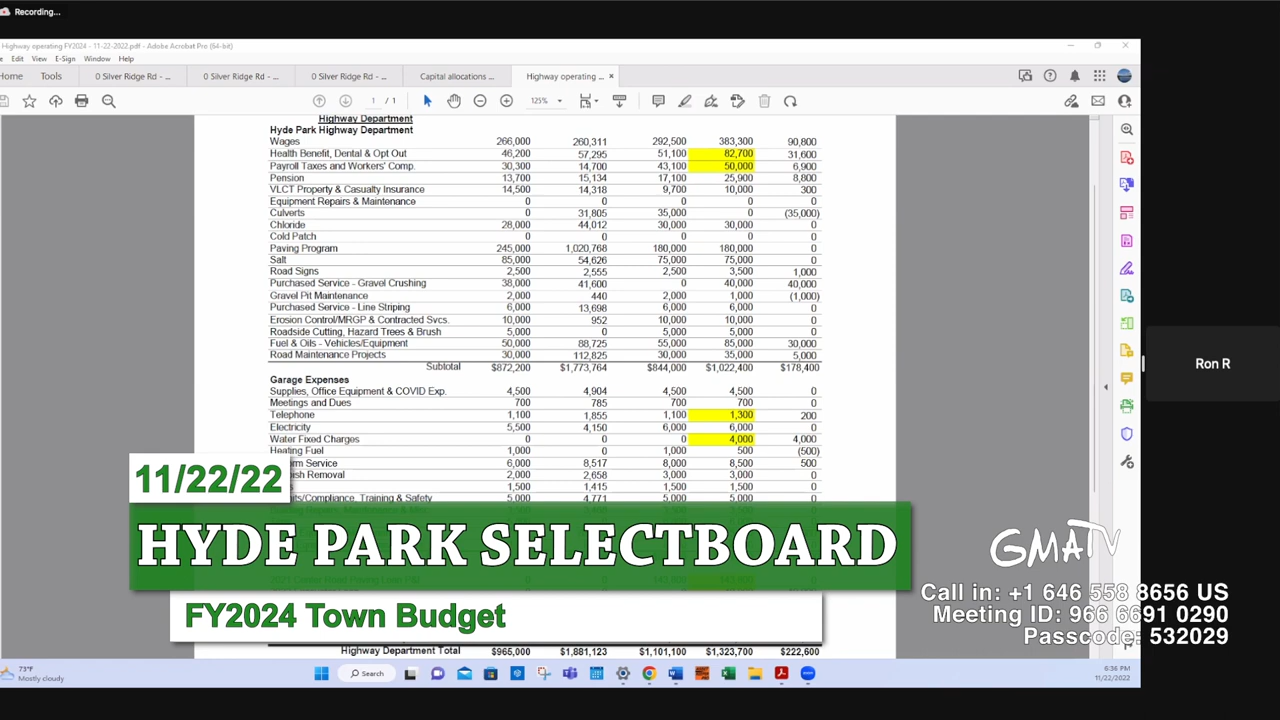 Recording...
Highway operating FY2024 - 11-22-2022.pdf - Adobe Acrobat Pro (64-bit)
Edit View E-Sign Window Help
Home Tools 0 Silver Ridge Rd - ... 0 Silver Ridge Rd - ... 0 Silver Ridge Rd - ... Capital allocations ... Highway operating ... ×
1 / 1 125%
Highway Department
Hyde Park Highway Department
Wages 266,000 260,311 292,500 383,300 90,800
Health Benefit, Dental & Opt Out 46,200 57,295 51,100 82,700 31,600
Payroll Taxes and Workers' Comp. 30,300 14,700 43,100 50,000 6,900
Pension 13,700 15,134 17,100 25,900 8,800
VLCT Property & Casualty Insurance 14,500 14,318 9,700 10,000 300
Equipment Repairs & Maintenance 0 0 0 0 0
Culverts 0 31,805 35,000 0 (35,000)
Chloride 28,000 44,012 30,000 30,000 0
Cold Patch 0 0 0 0
Paving Program 245,000 1,020,768 180,000 180,000 0
Salt 85,000 54,626 75,000 75,000 0
Road Signs 2,500 2,555 2,500 3,500 1,000
Purchased Service - Gravel Crushing 38,000 41,600 0 40,000 40,000
Gravel Pit Maintenance 2,000 440 2,000 1,000 (1,000)
Purchased Service - Line Striping 6,000 13,698 6,000 6,000 0
Erosion Control/MRGP & Contracted Svcs. 10,000 952 10,000 10,000 0
Roadside Cutting, Hazard Trees & Brush 5,000 0 5,000 5,000 0
Fuel & Oils - Vehicles/Equipment 50,000 88,725 55,000 85,000 30,000
Road Maintenance Projects 30,000 112,825 30,000 35,000 5,000
Subtotal $872,200 $1,773,764 $844,000 $1,022,400 $178,400
Garage Expenses
Supplies, Office Equipment & COVID Exp. 4,500 4,904 4,500 4,500 0
Meetings and Dues 700 785 700 700 0
Telephone 1,100 1,855 1,100 1,300 200
Electricity 5,500 4,150 6,000 6,000 0
Water Fixed Charges 0 0 0 4,000 4,000
Heating Fuel 1,000 0 1,000 500 (500)
rm Service 6,000 8,517 8,000 8,500 500
ish Removal 2,000 2,658 3,000 3,000 0
1,500 1,415 1,500 1,500 0
its/Compliance, Training & Safety 5,000 4,771 5,000 5,000 0
11/22/22
HYDE PARK SELECTBOARD
FY2024 Town Budget
Highway Department Total $965,000 $1,881,123 $1,101,100 $1,323,700 $222,600
Ron R
GMATV
Call in: +1 646 558 8656 US
Meeting ID: 966 6691 0290
Passcode: 532029
73°F
Mostly cloudy
Search
6:36 PM
11/22/2022